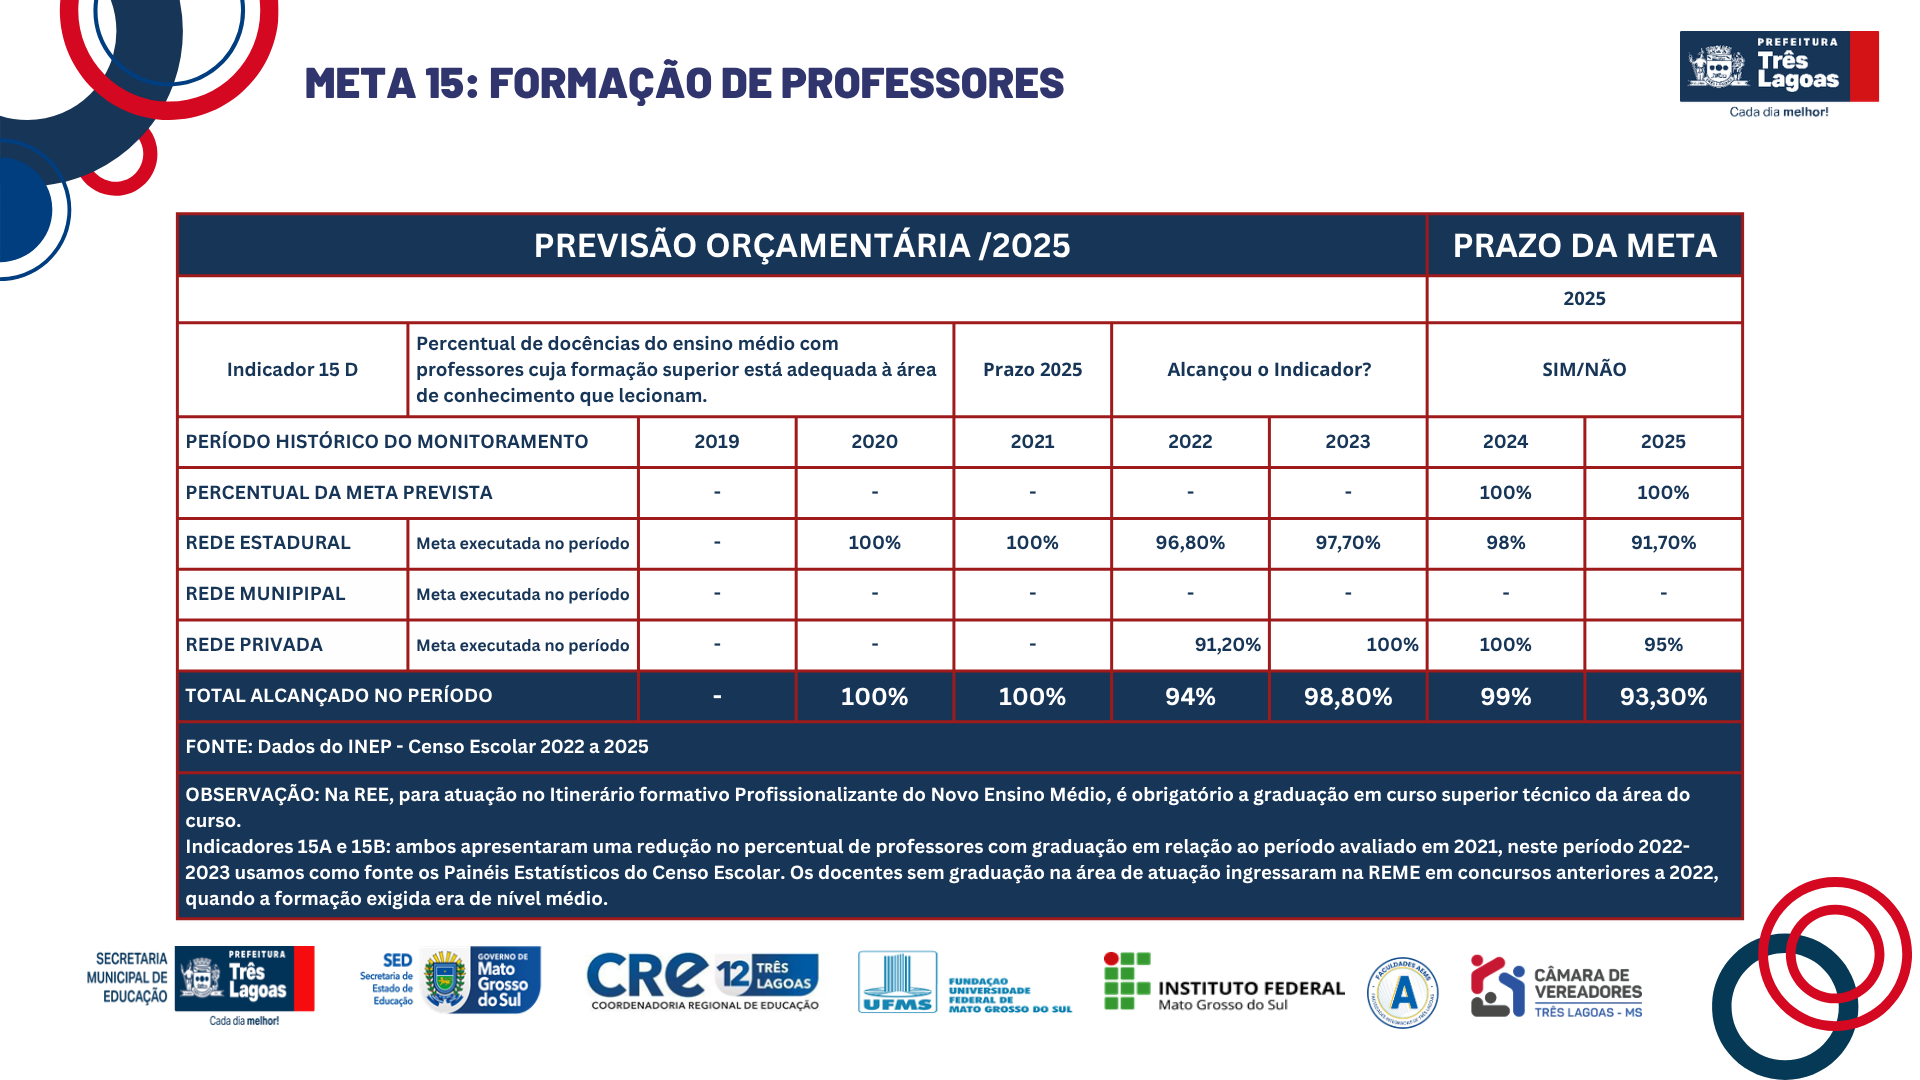 META 15: FORMAÇÃO DE PROFESSORES
PREFEITURA
Três
Lagoas
Cada dia melhor!
PREVISÃO ORÇAMENTÁRIA /2025 PRAZO DA META
2025
Indicador 15 D
Percentual de docências do ensino médio com
professores cuja formação superior está adequada à área
de conhecimento que lecionam.
Prazo 2025
Alcançou o Indicador?
SIM/NÃO
PERÍODO HISTÓRICO DO MONITORAMENTO 2019 2020 2021 2022 2023 2024 2025
PERCENTUAL DA META PREVISTA - - - - - 100% 100%
REDE ESTADURAL Meta executada no período - 100% 100% 96,80% 97,70% 98% 91,70%
REDE MUNIPIPAL Meta executada no período - - - - - - -
REDE PRIVADA Meta executada no período - - - 91,20% 100% 100% 95%
TOTAL ALCANÇADO NO PERÍODO - 100% 100% 94% 98,80% 99% 93,30%
FONTE: Dados do INEP - Censo Escolar 2022 a 2025
OBSERVAÇÃO: Na REE, para atuação no Itinerário formativo Profissionalizante do Novo Ensino Médio, é obrigatório a graduação em curso superior técnico da área do
curso.
Indicadores 15A e 15B: ambos apresentaram uma redução no percentual de professores com graduação em relação ao período avaliado em 2021, neste período 2022-
2023 usamos como fonte os Painéis Estatísticos do Censo Escolar. Os docentes sem graduação na área de atuação ingressaram na REME em concursos anteriores a 2022,
quando a formação exigida era de nível médio.
SECRETARIA
MUNICIPAL DE
EDUCAÇÃO
PREFEITURA
Três
Lagoas
Cada dia melhor!
SED
Secretaria de
Estado de
Educação
GOVERNO DE
Mato
Grosso
do Sul
CRe 12 TRÊS
LAGOAS
COORDENADORIA REGIONAL DE EDUCAÇÃO
UFMS
FUNDAÇÃO
UNIVERSIDADE
FEDERAL DE
MATO GROSSO DO SUL
INSTITUTO FEDERAL
Mato Grosso do Sul
FACULDADES AEMS
A
CÂMARA DE
VEREADORES
TRÊS LAGOAS - MS